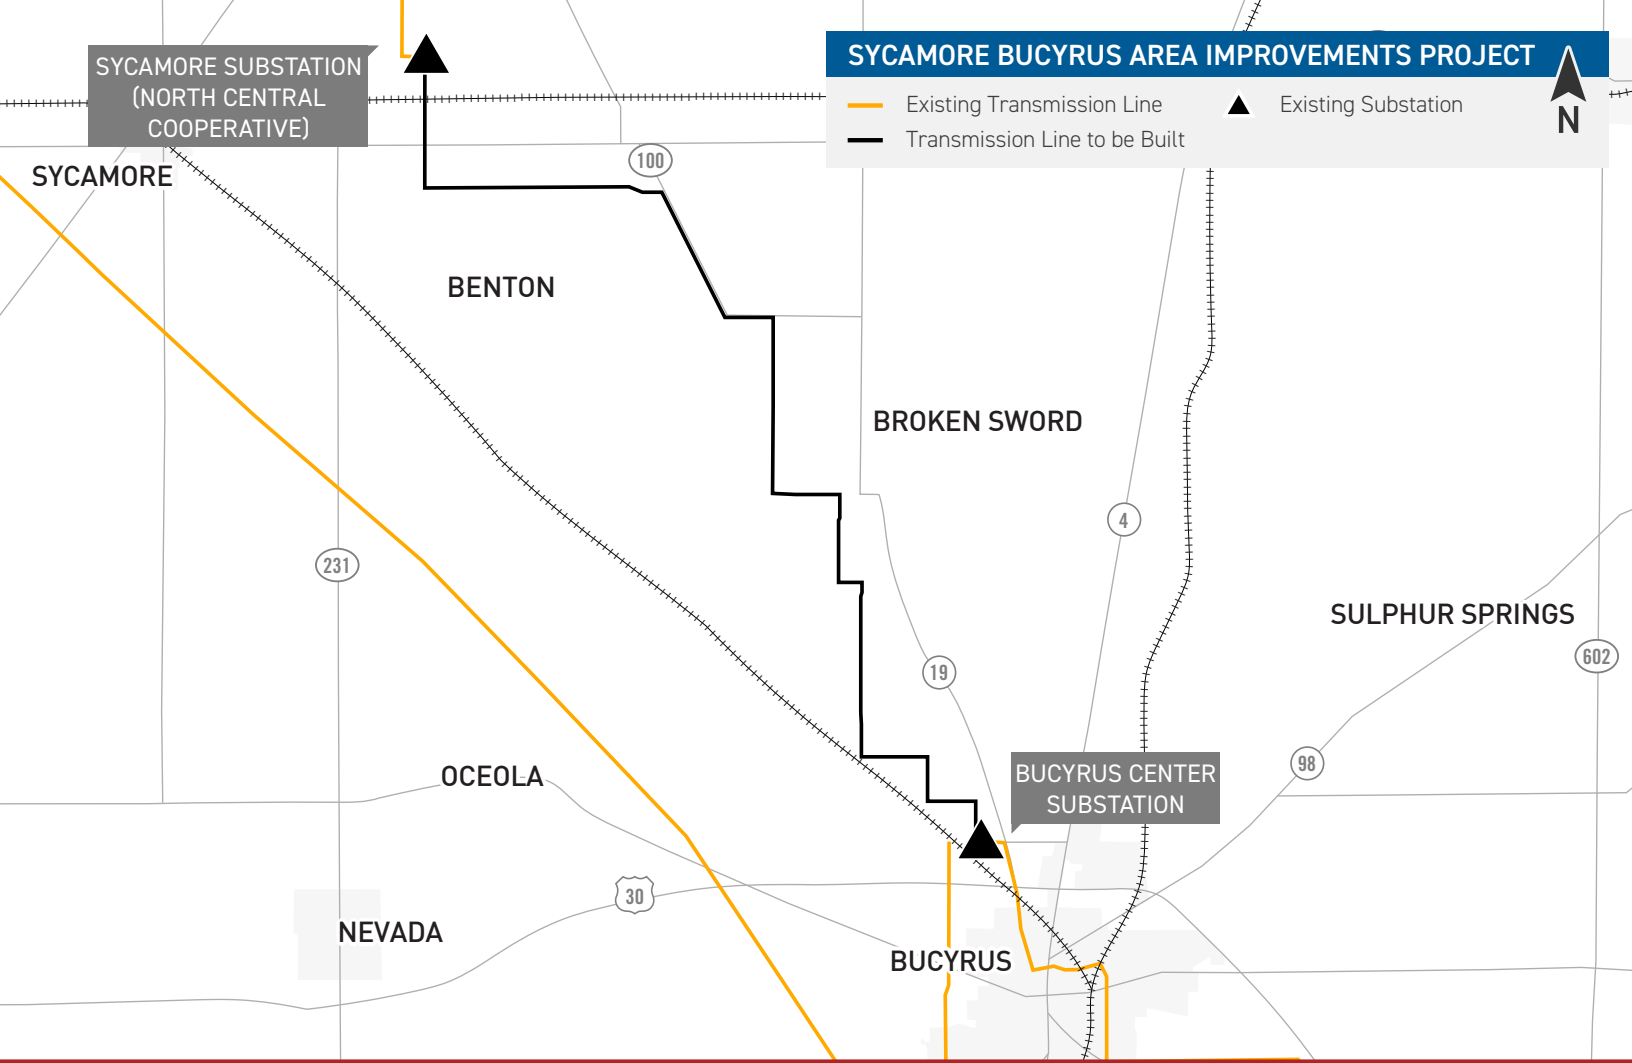 SYCAMORE BUCYRUS AREA IMPROVEMENTS PROJECT
Existing Transmission Line
Existing Substation
Transmission Line to be Built
N
SYCAMORE SUBSTATION
(NORTH CENTRAL
COOPERATIVE)
SYCAMORE
100
BENTON
BROKEN SWORD
4
231
SULPHUR SPRINGS
602
19
98
OCEOLA
BUCYRUS CENTER
SUBSTATION
30
NEVADA
BUCYRUS